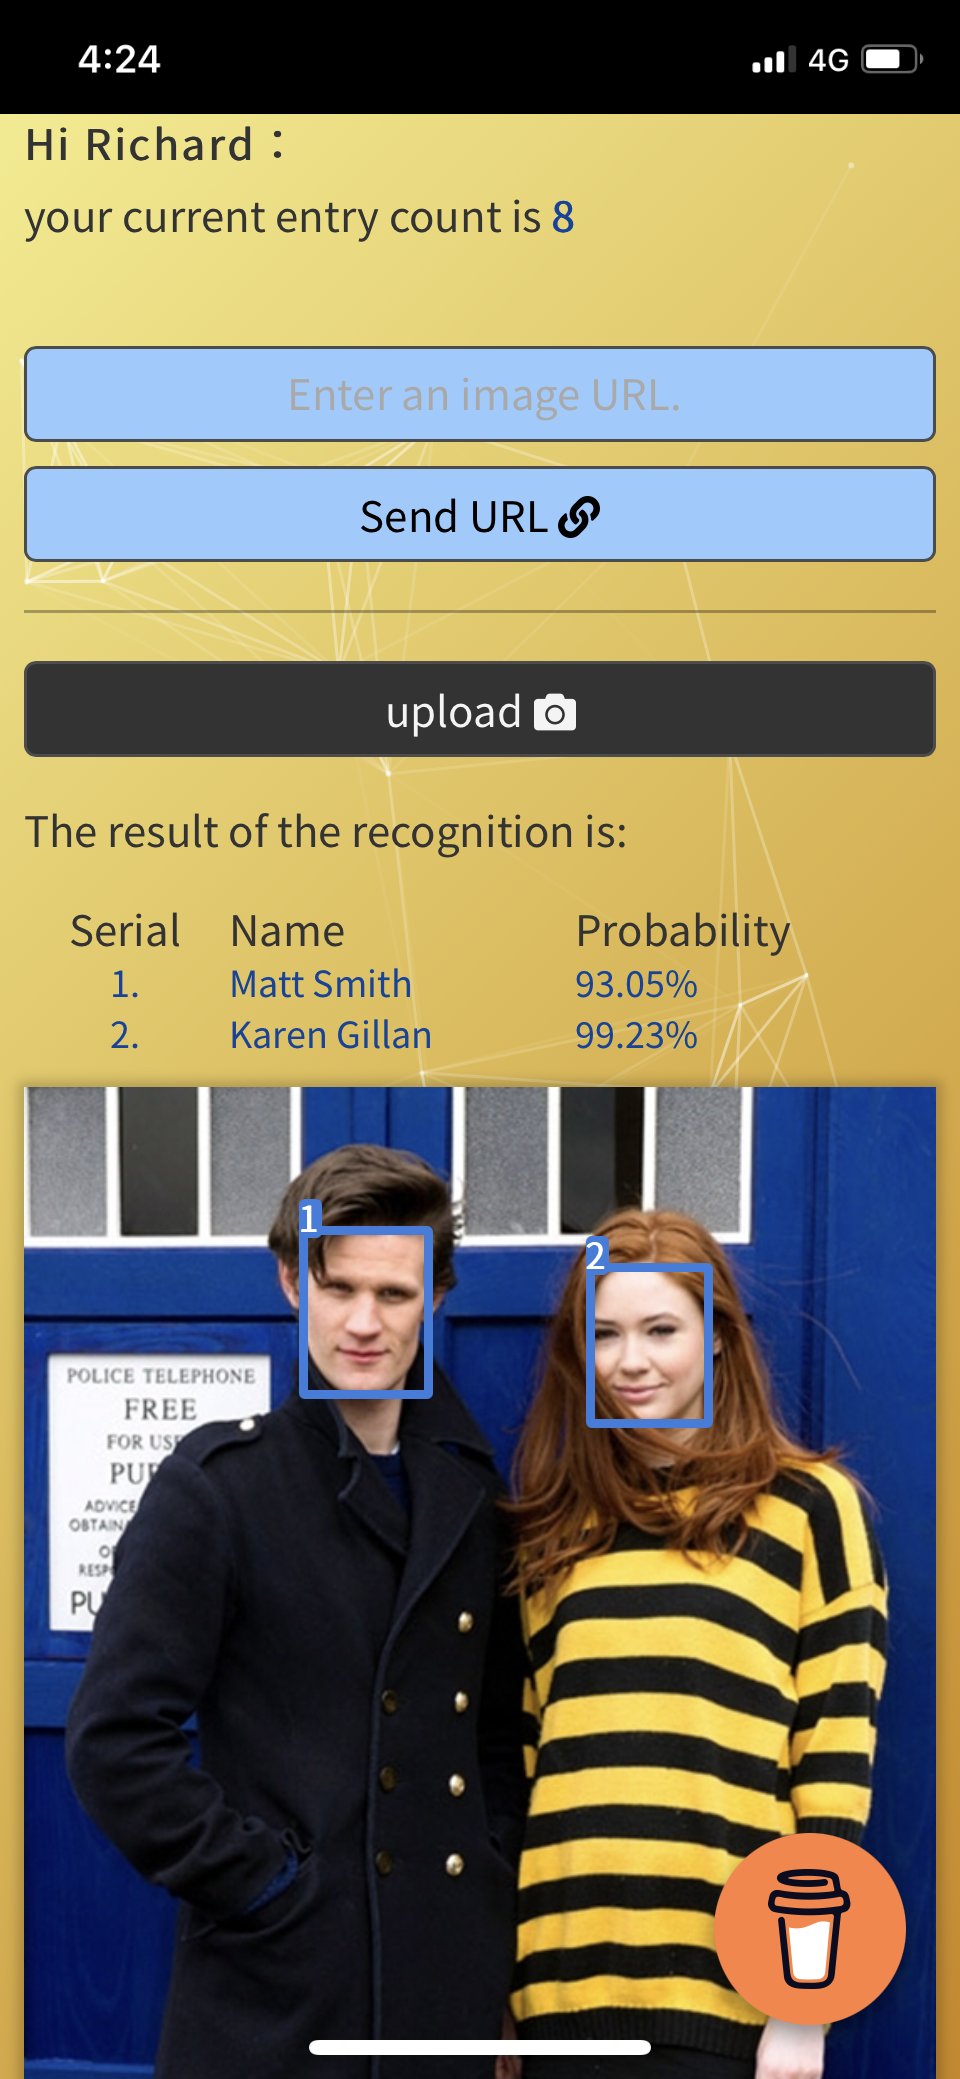 4:24
4G
Hi Richard：
your current entry count is 8
Enter an image URL.
Send URL
upload
The result of the recognition is:
Serial Name Probability
1. Matt Smith 93.05%
2. Karen Gillan 99.23%
1
2
POLICE TELEPHONE
FREE
FOR USE
PU
ADVICE
OBTAIN
PU